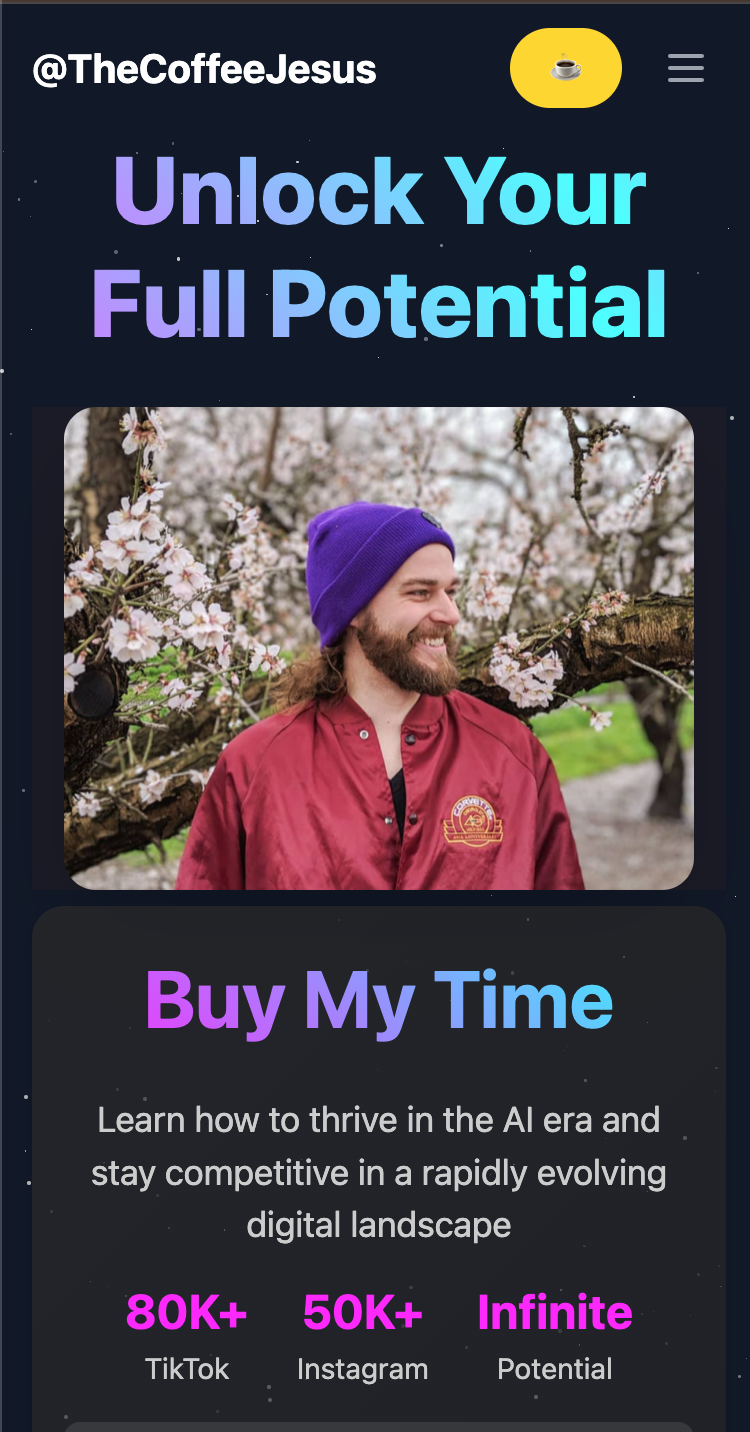 @TheCoffeeJesus
Unlock Your
Full Potential
CORVETTE
Buy My Time
Learn how to thrive in the AI era and
stay competitive in a rapidly evolving
digital landscape
80K+ 50K+ Infinite
TikTok Instagram Potential